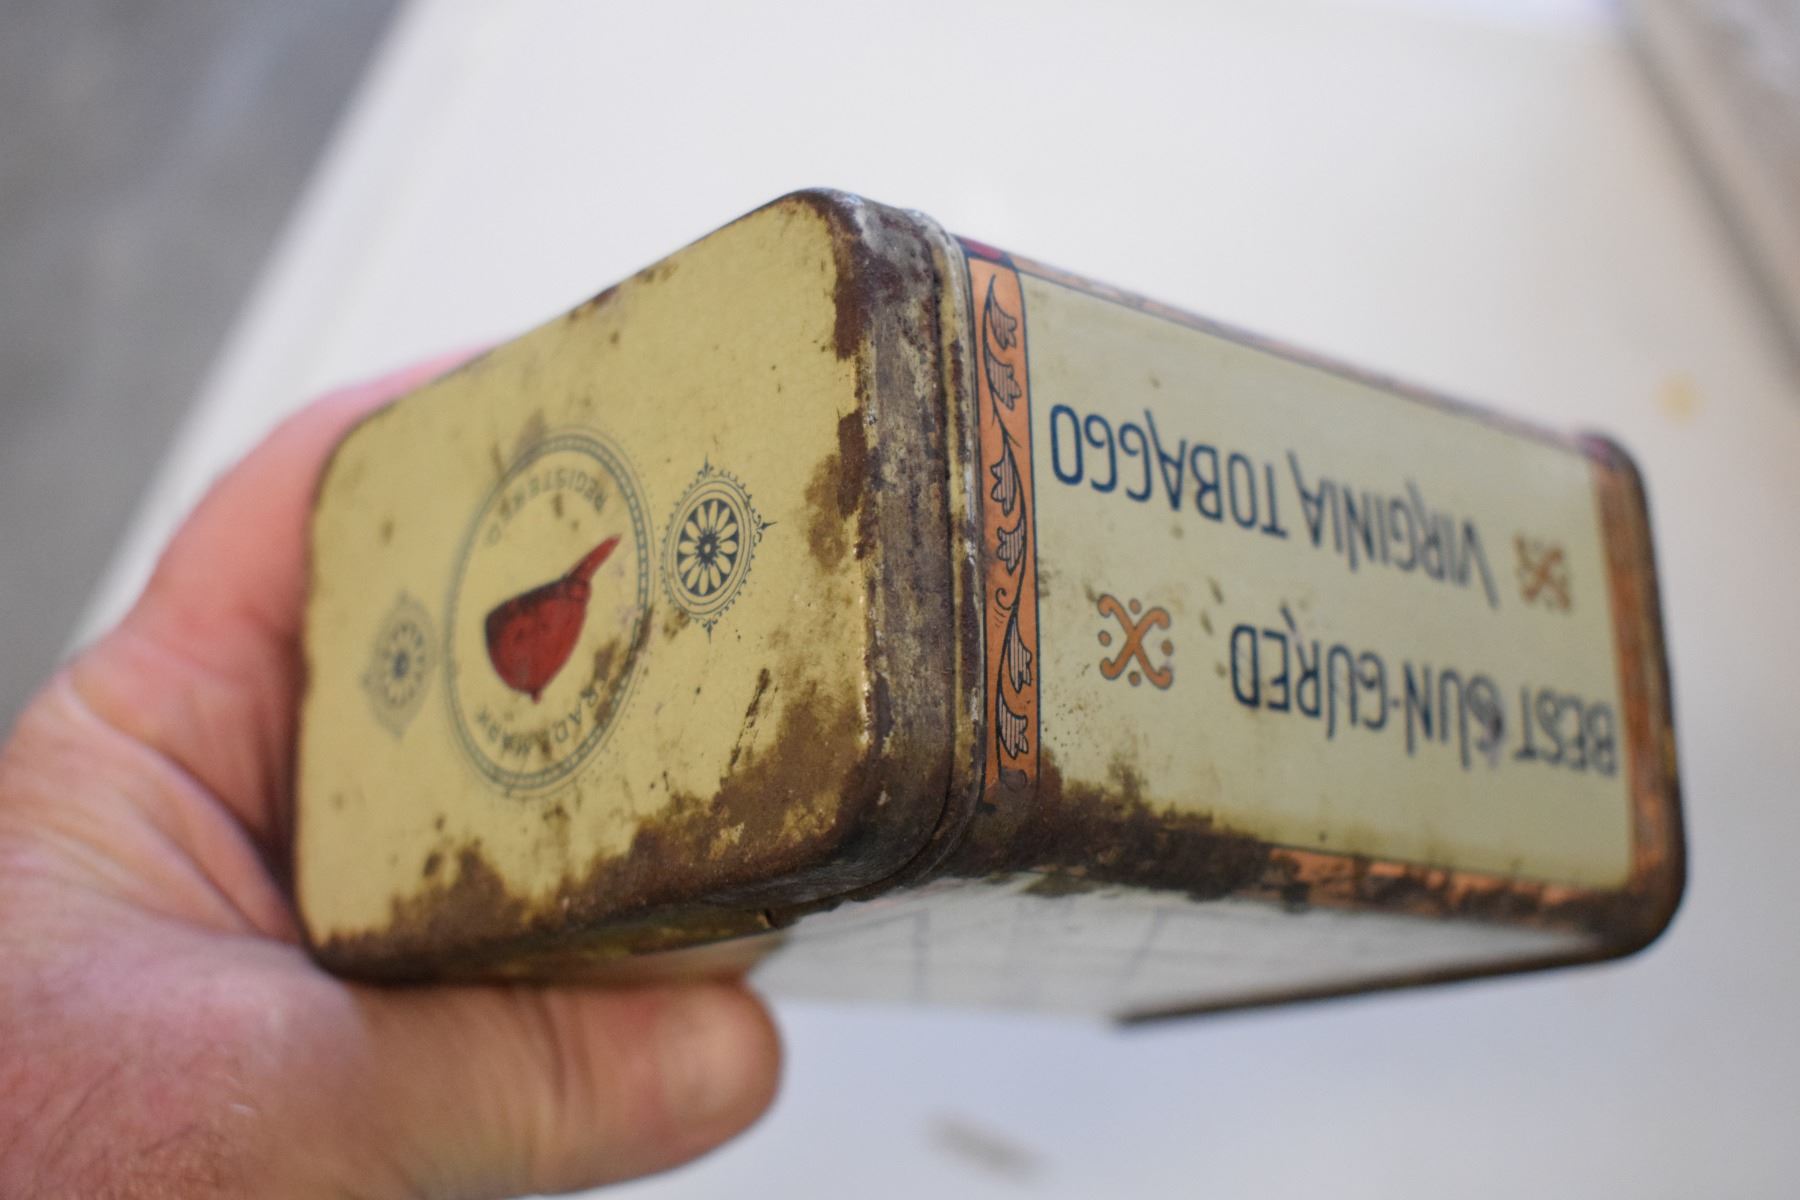 BEST SUN-CURED
VIRGINIA TOBACCO
TRADE MARK
REGISTERED